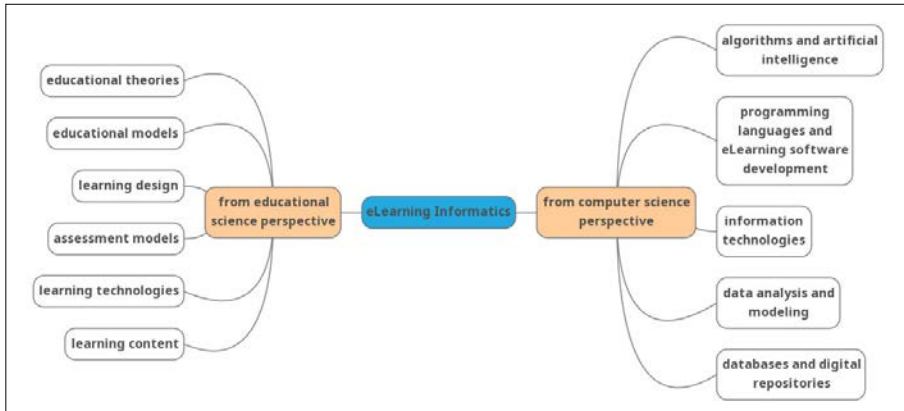 educational theories
educational models
learning design
assessment models
learning technologies
learning content
from educational
science perspective
eLearning Informatics
from computer science
perspective
algorithms and artificial
intelligence
programming
languages and
eLearning software
development
information
technologies
data analysis and
modeling
databases and digital
repositories